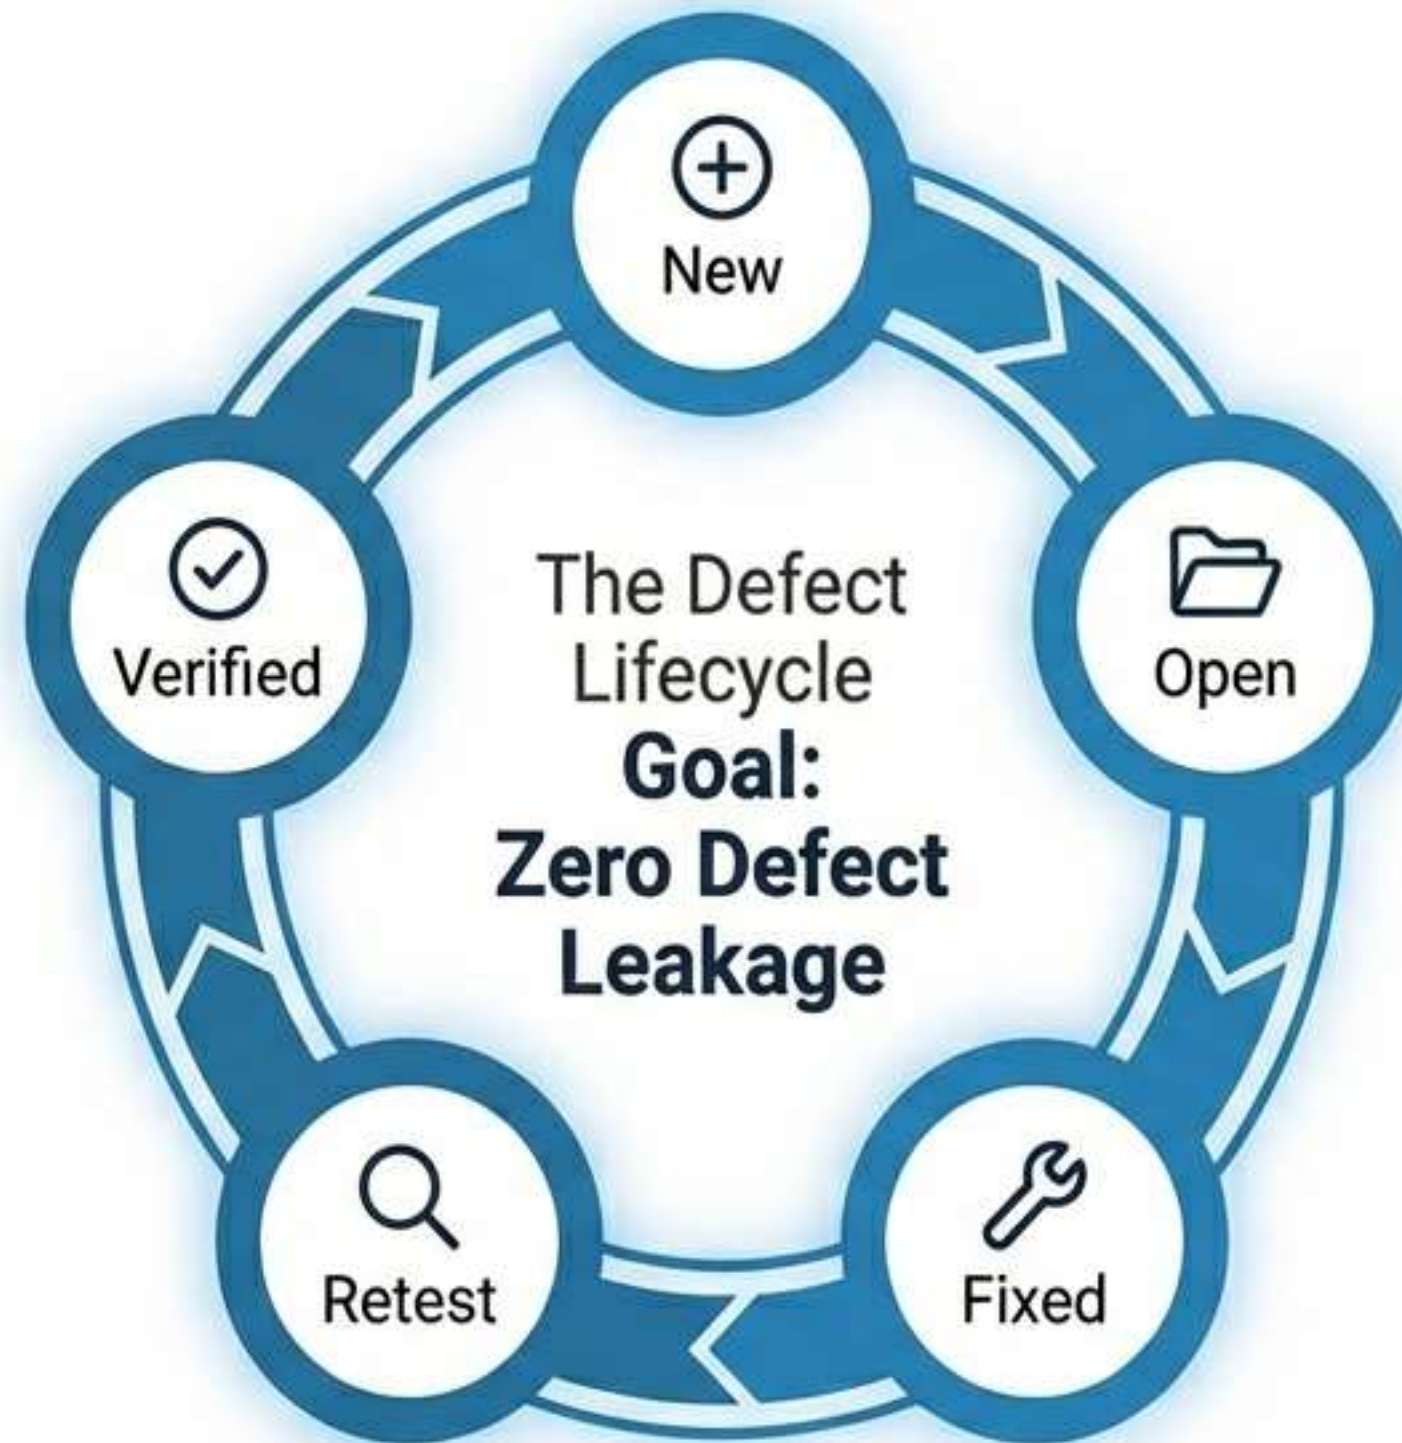 New
Open
Fixed
Retest
Verified
The Defect
Lifecycle
Goal:
Zero Defect
Leakage